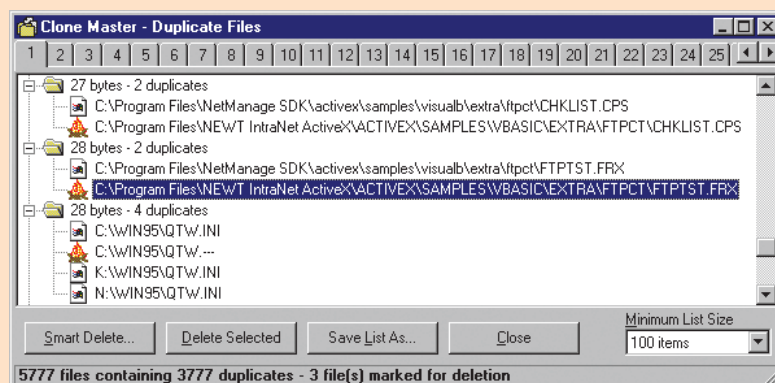 Clone Master - Duplicate Files
1 2 3 4 5 6 7 8 9 10 11 12 13 14 15 16 17 18 19 20 21 22 23 24 25
27 bytes - 2 duplicates
C:\Program Files\NetManage SDK\activex\samples\visualb\extra\ftpct\CHKLIST.CPS
C:\Program Files\NEWT IntraNet ActiveX\ACTIVEX\SAMPLES\VBASIC\EXTRA\FTPCT\CHKLIST.CPS
28 bytes - 2 duplicates
C:\Program Files\NetManage SDK\activex\samples\visualb\extra\ftpct\FTPTST.FRX
C:\Program Files\NEWT IntraNet ActiveX\ACTIVEX\SAMPLES\VBASIC\EXTRA\FTPCT\FTPTST.FRX
28 bytes - 4 duplicates
C:\WIN95\QTW.INI
C:\WIN95\QTW.---
K:\WIN95\QTW.INI
N:\WIN95\QTW.INI
Smart Delete... Delete Selected Save List As... Close
Minimum List Size
100 items
5777 files containing 3777 duplicates - 3 file(s) marked for deletion